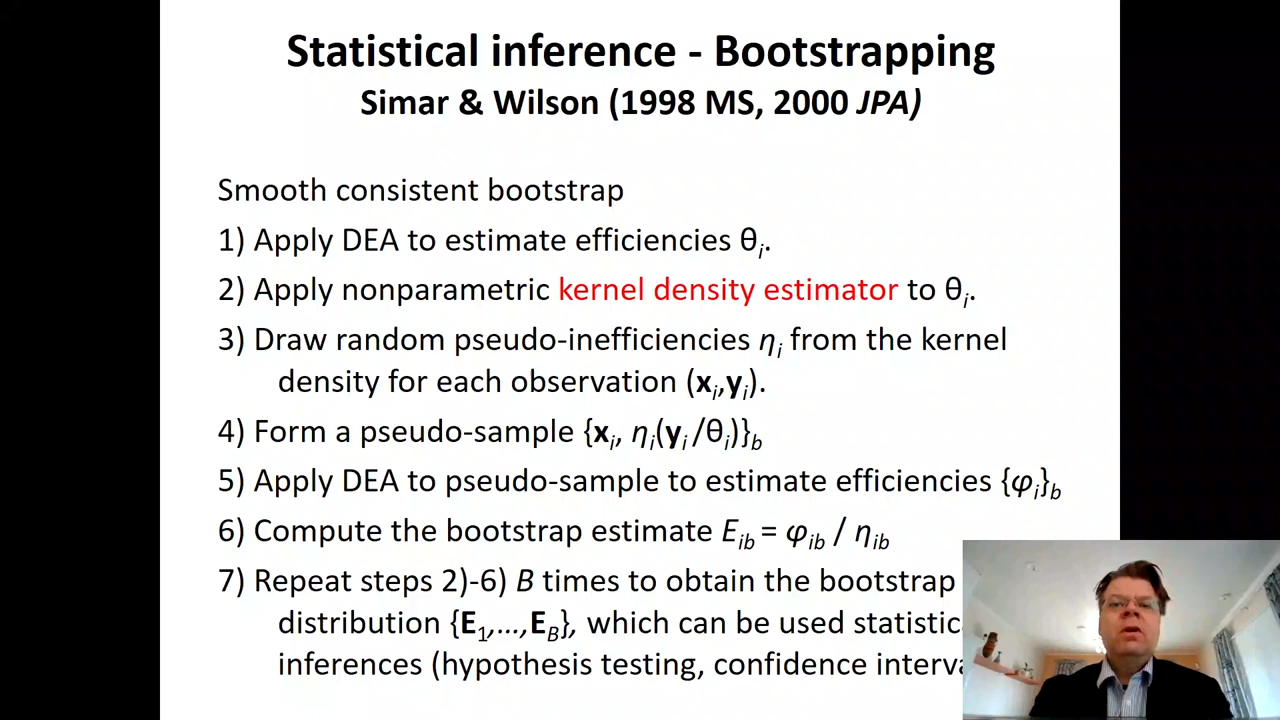 Statistical inference - Bootstrapping
Simar & Wilson (1998 MS, 2000 JPA)
Smooth consistent bootstrap
1) Apply DEA to estimate efficiencies θi.
2) Apply nonparametric kernel density estimator to θi.
3) Draw random pseudo-inefficiencies ηi from the kernel
density for each observation (xi,yi).
4) Form a pseudo-sample {xi, ηi(yi/θi)}b
5) Apply DEA to pseudo-sample to estimate efficiencies {φi}b
6) Compute the bootstrap estimate Eib = φib / ηib
7) Repeat steps 2)-6) B times to obtain the bootstrap
distribution {E1,...,EB}, which can be used
inferences (hypothesis testing, confidence